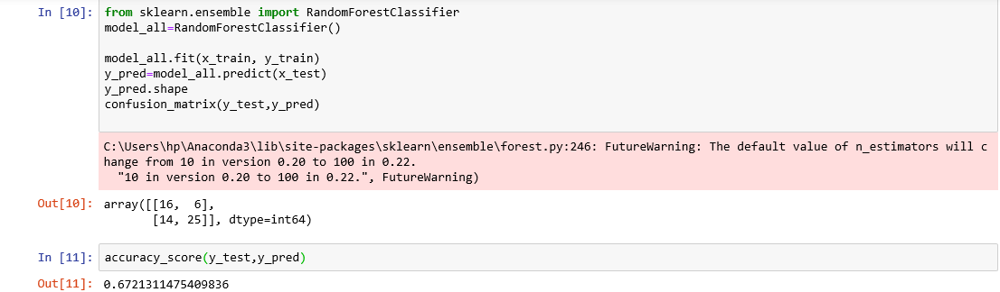 In [10]: from sklearn.ensemble import RandomForestClassifier
model_all=RandomForestClassifier()

model_all.fit(x_train, y_train)
y_pred=model_all.predict(x_test)
y_pred.shape
confusion_matrix(y_test,y_pred)

C:\Users\hp\Anaconda3\lib\site-packages\sklearn\ensemble\forest.py:246: FutureWarning: The default value of n_estimators will c
hange from 10 in version 0.20 to 100 in 0.22.
  "10 in version 0.20 to 100 in 0.22.", FutureWarning)
Out[10]: array([[16,  6],
       [14, 25]], dtype=int64)
In [11]: accuracy_score(y_test,y_pred)
Out[11]: 0.6721311475409836